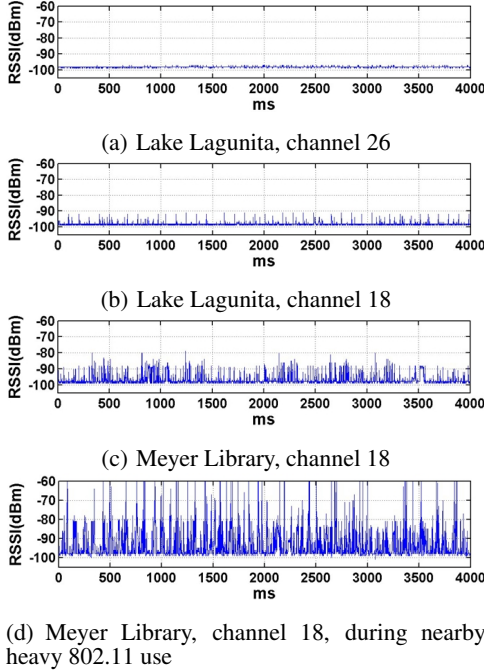 -60
-70
-80
-90
-100
RSSI(dBm)
0 500 1000 1500 2000 2500 3000 3500 4000
ms
(a) Lake Lagunita, channel 26
-60
-70
-80
-90
-100
RSSI(dBm)
0 500 1000 1500 2000 2500 3000 3500 4000
ms
(b) Lake Lagunita, channel 18
-60
-70
-80
-90
-100
RSSI(dBm)
0 500 1000 1500 2000 2500 3000 3500 4000
ms
(c) Meyer Library, channel 18
-60
-70
-80
-90
-100
RSSI(dBm)
0 500 1000 1500 2000 2500 3000 3500 4000
ms
(d) Meyer Library, channel 18, during nearby
heavy 802.11 use